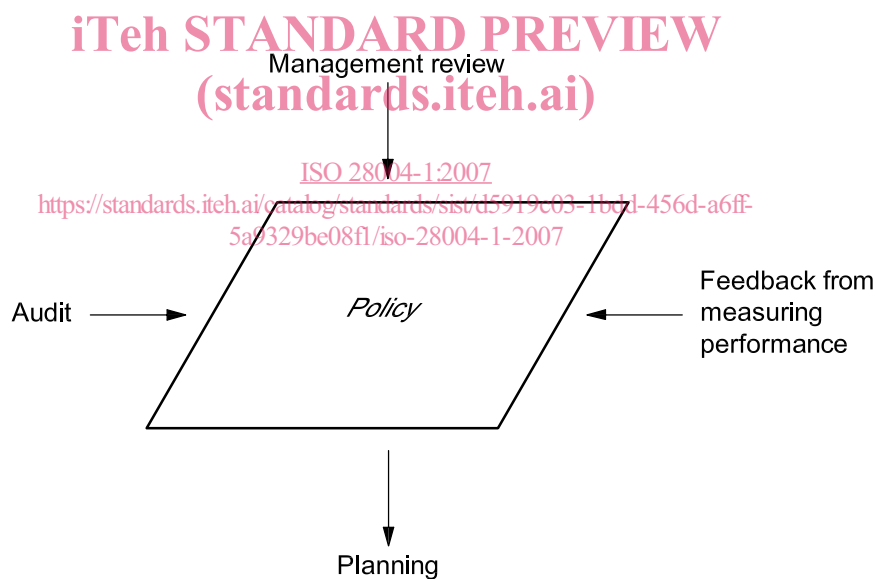 iTeh STANDARD PREVIEW
Management review
(standards.iteh.ai)
ISO 28004-1:2007
https://standards.iteh.ai/catalog/standards/sist/d5919c03-1bdd-456d-a6ff-
5a9329be08f1/iso-28004-1-2007
Audit
Policy
Feedback from
measuring
performance
Planning